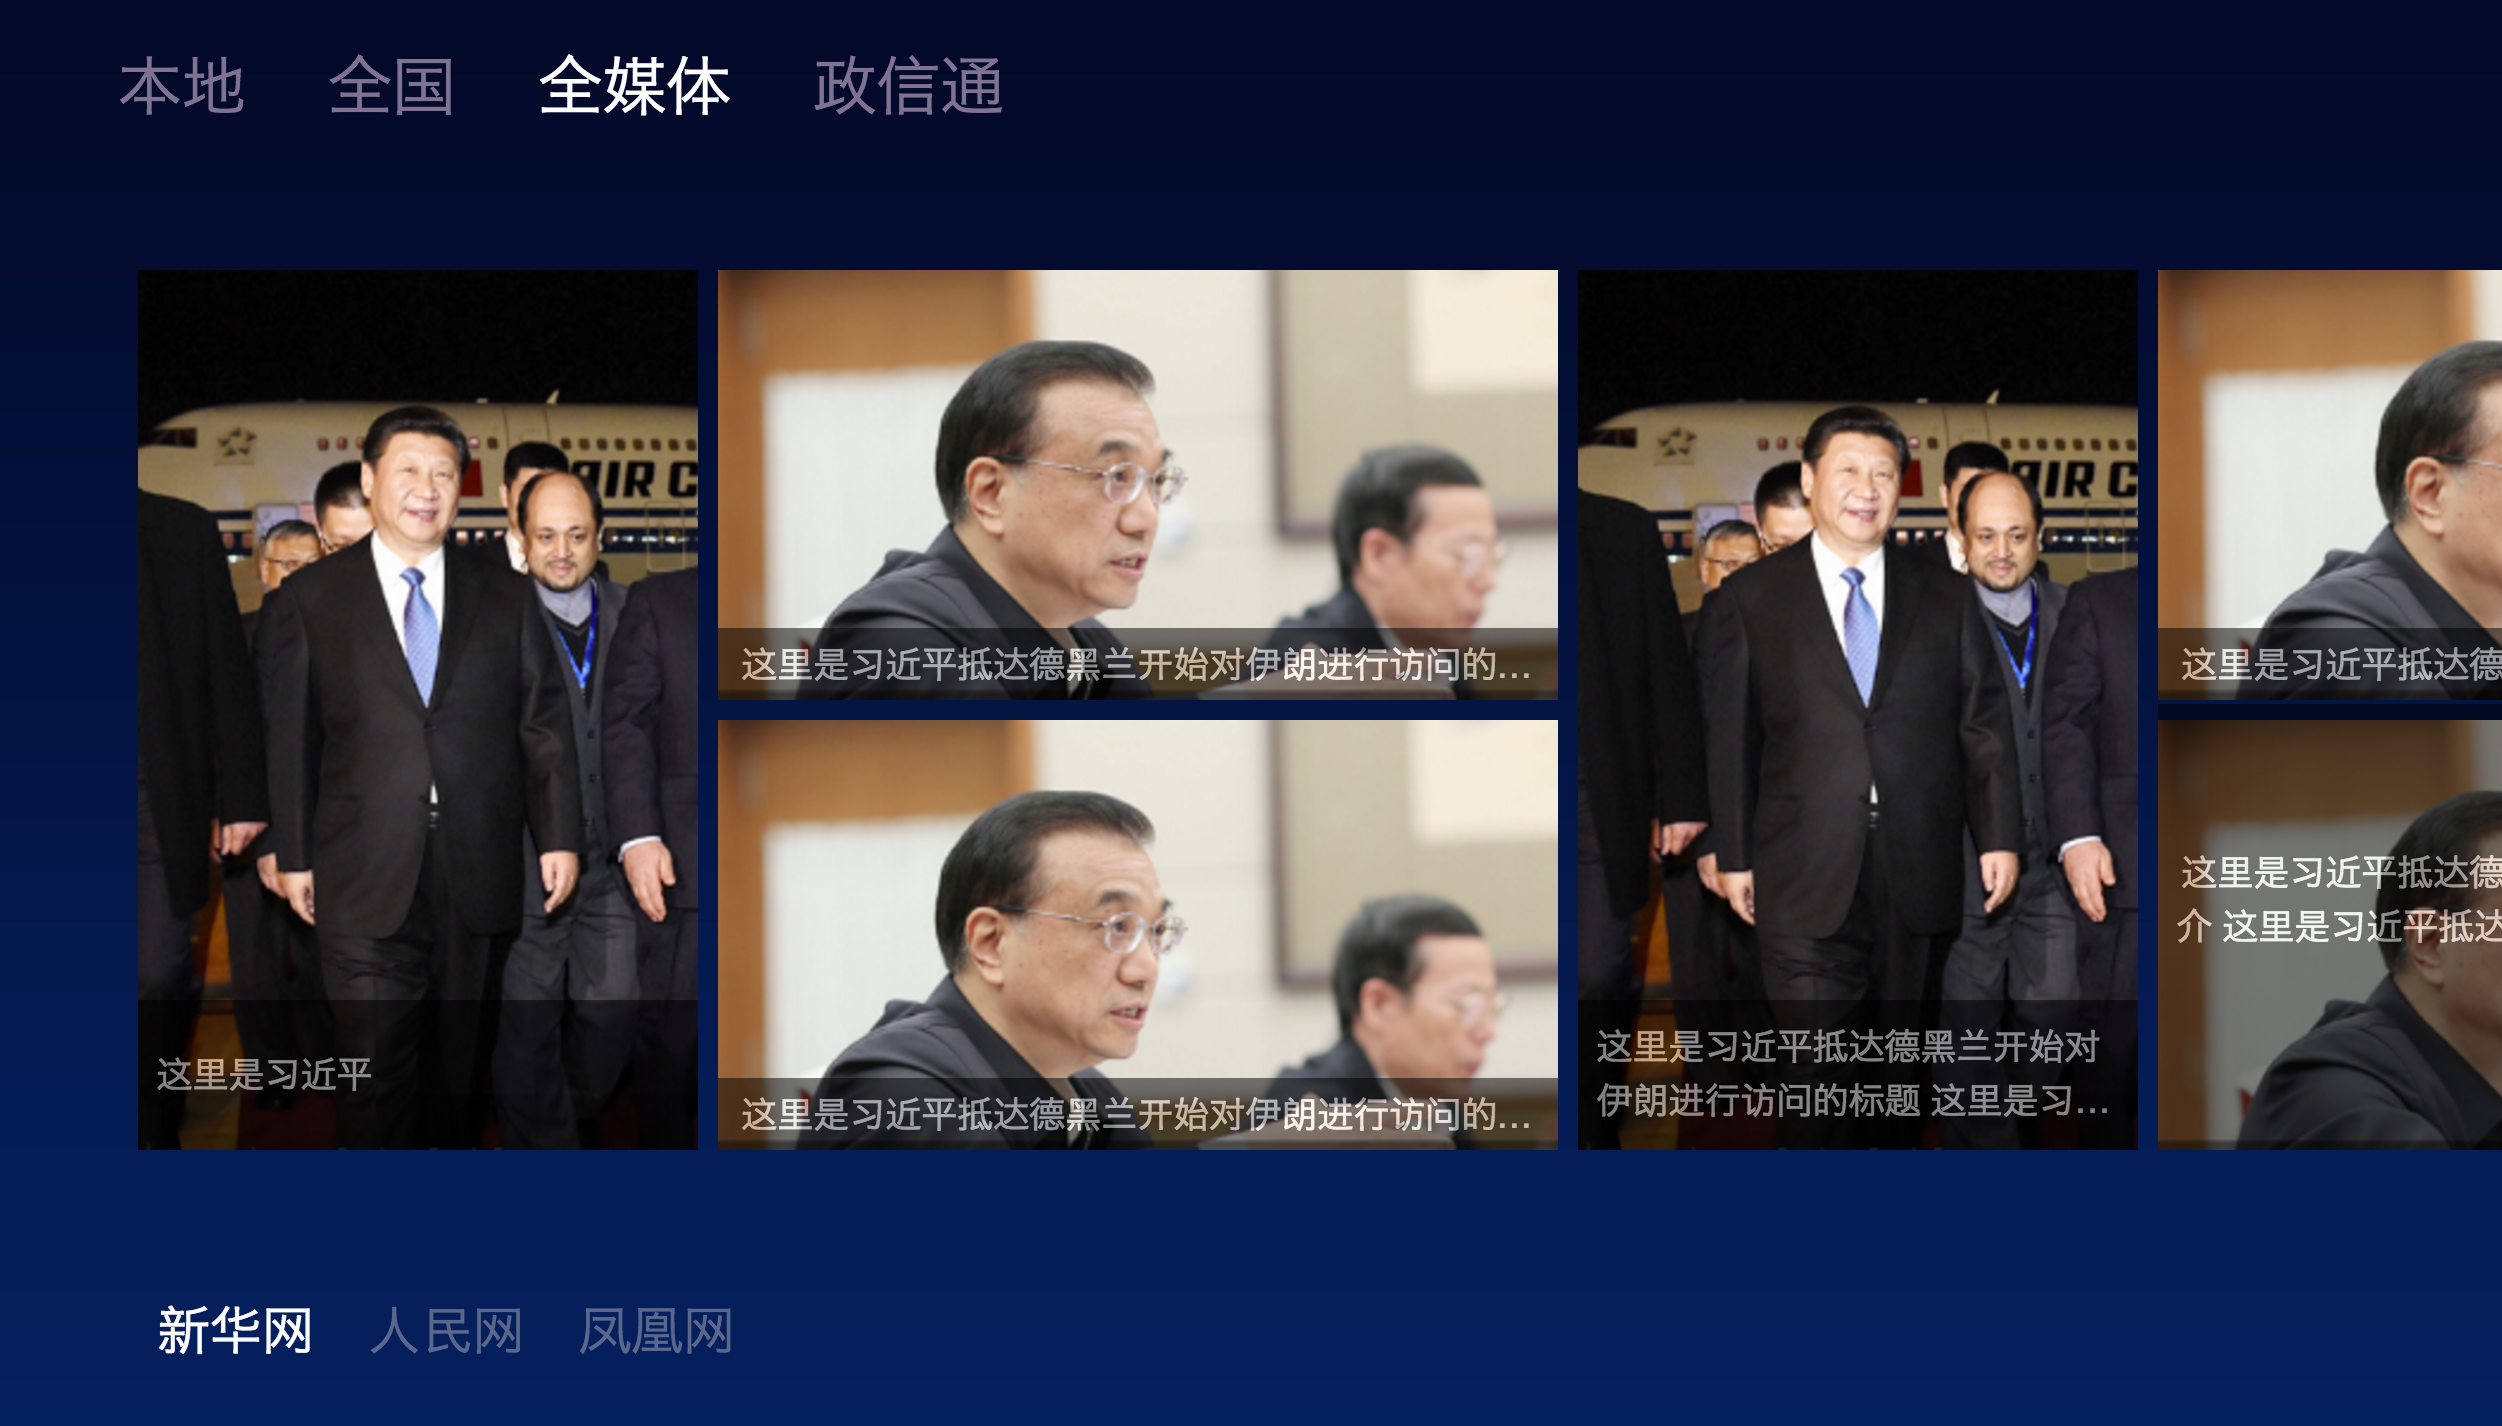 本地 全国 全媒体 政信通
AIR C
这里是习近平
这里是习近平抵达德黑兰开始对伊朗进行访问的...
这里是习近平抵达德黑兰开始对伊朗进行访问的...
AIR C
这里是习近平抵达德黑兰开始对
伊朗进行访问的标题 这里是习...
这里是习近平抵达德
这里是习近平抵达德
介 这里是习近平抵达
新华网 人民网 凤凰网